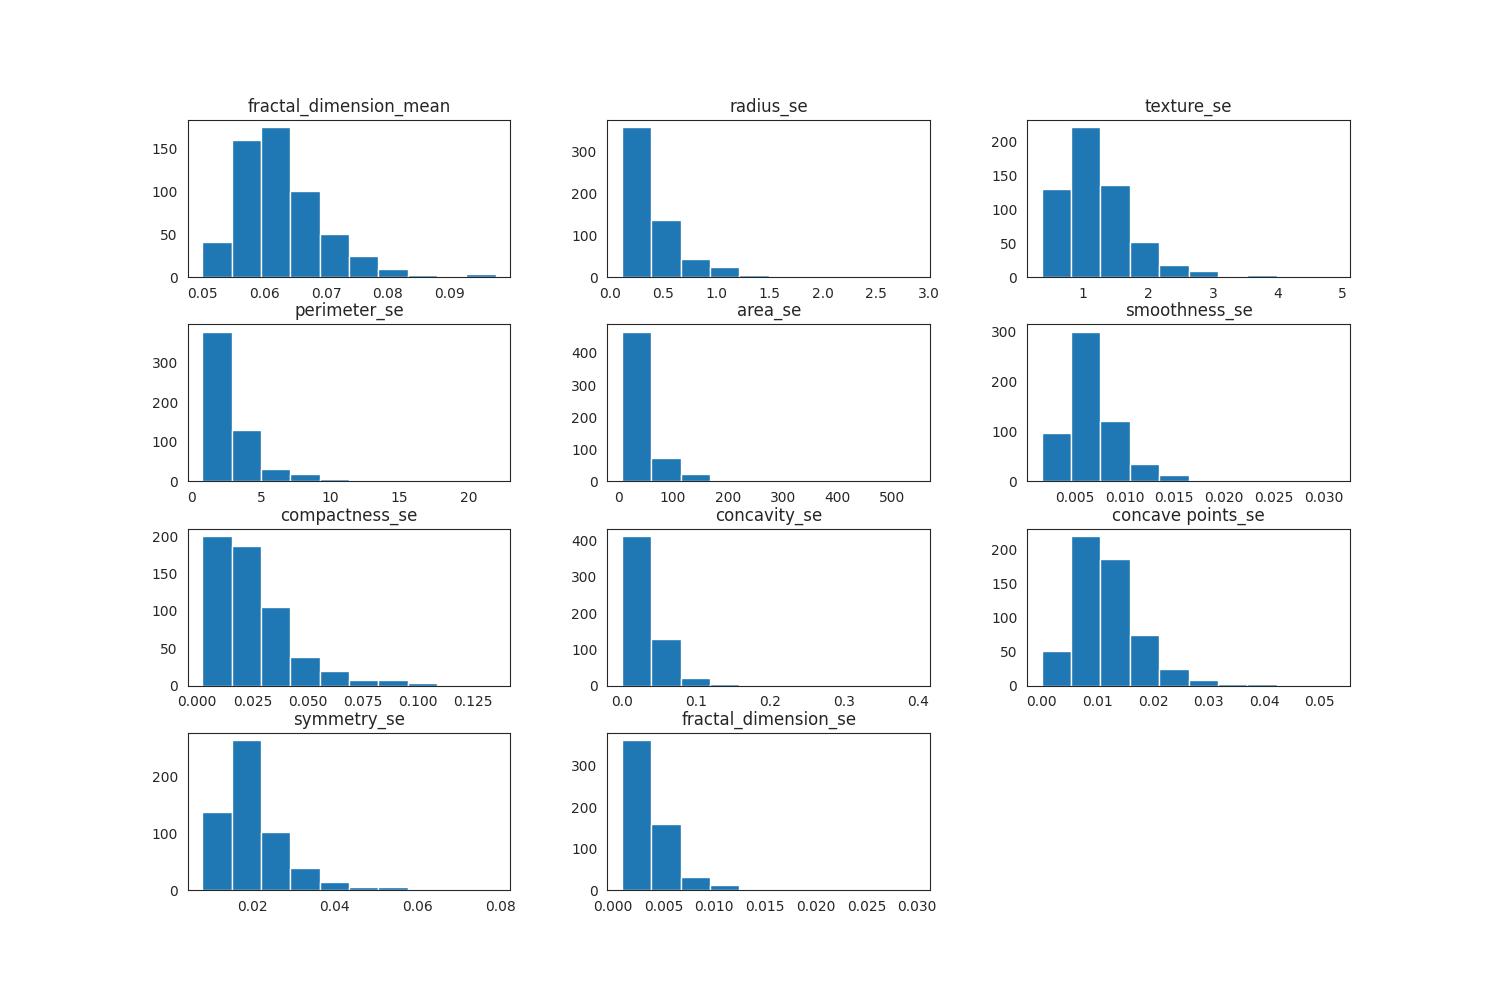 fractal_dimension_mean
150
100
50
0
0.05 0.06 0.07 0.08 0.09
radius_se
300
200
100
0
0.0 0.5 1.0 1.5 2.0 2.5 3.0
texture_se
200
150
100
50
0
1 2 3 4 5
perimeter_se
300
200
100
0
0 5 10 15 20
area_se
400
300
200
100
0
0 100 200 300 400 500
smoothness_se
300
200
100
0
0.005 0.010 0.015 0.020 0.025 0.030
compactness_se
200
150
100
50
0
0.000 0.025 0.050 0.075 0.100 0.125
concavity_se
400
300
200
100
0
0.0 0.1 0.2 0.3 0.4
concave points_se
200
150
100
50
0
0.00 0.01 0.02 0.03 0.04 0.05
symmetry_se
200
100
0
0.02 0.04 0.06 0.08
fractal_dimension_se
300
200
100
0
0.000 0.005 0.010 0.015 0.020 0.025 0.030